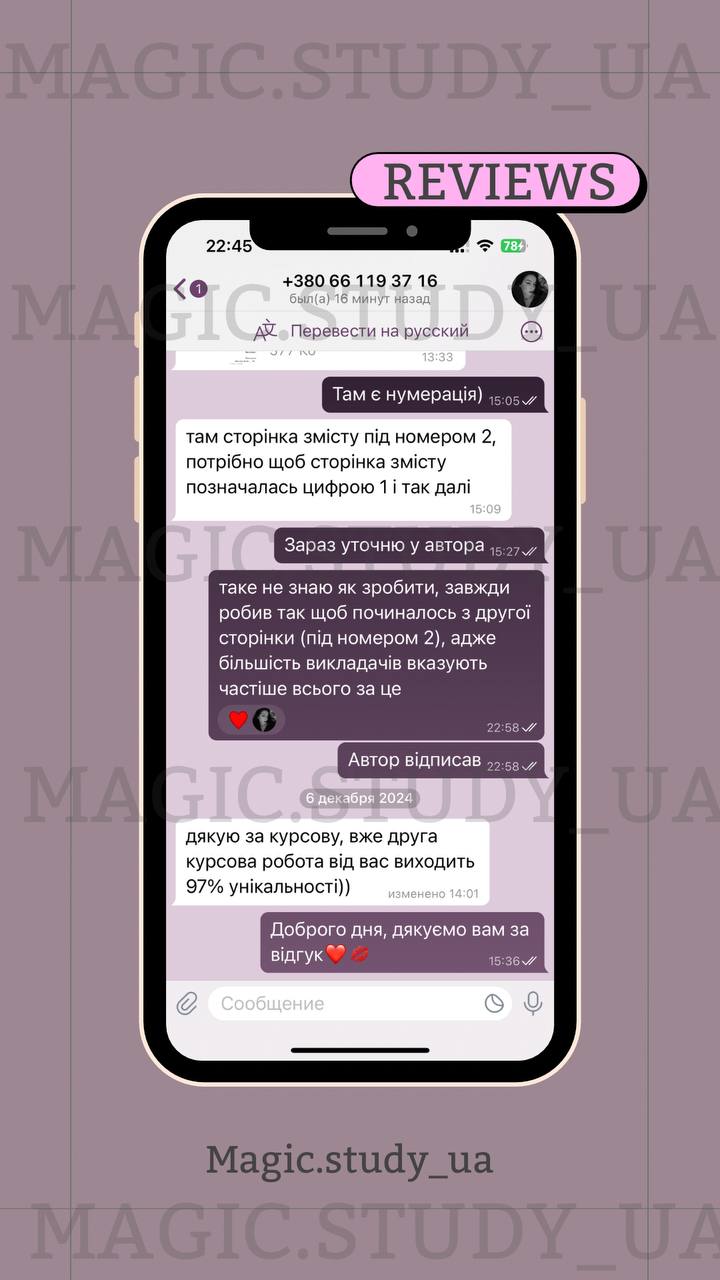 MAGIC.STUDY_UA
REVIEWS
22:45
78
1
+380 66 119 37 16
был(а) 16 минут назад
MAGIC.STUDY_UA
Перевести на русский
377 KB
13:33
Там є нумерація)
15:05
там сторінка змісту під номером 2,
потрібно щоб сторінка змісту
позначалась цифрою 1 і так далі
15:09
MAGIC.STUDY_UA
Зараз уточню у автора
15:27
таке не знаю як зробити, завжди
робив так щоб починалось з другої
сторінки (під номером 2), адже
більшість викладачів вказують
частіше всього за це
22:58
Автор відписав
22:58
MAGIC.STUDY_UA
6 декабря 2024
дякую за курсову, вже друга
курсова робота від вас виходить
97% унікальності))
изменено 14:01
Доброго дня, дякуємо вам за
відгук❤️💋
15:36
Сообщение
Magic.study_ua
MAGIC.STUDY_UA